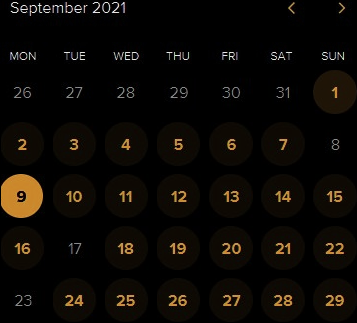 September 2021
MON TUE WED THU FRI SAT SUN
26 27 28 29 30 31 1
2 3 4 5 6 7 8
9 10 11 12 13 14 15
16 17 18 19 20 21 22
23 24 25 26 27 28 29